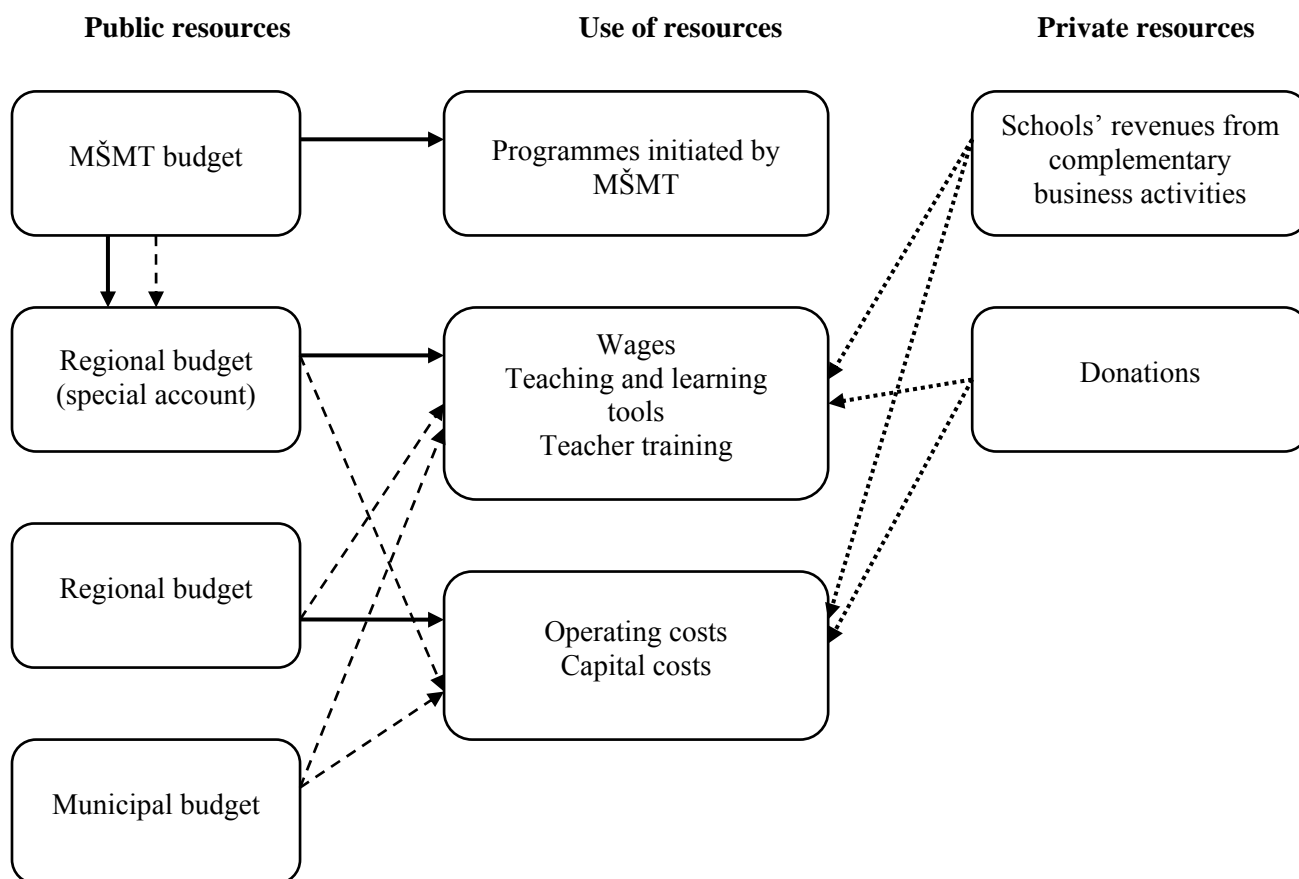 Public resources
Use of resources
Private resources
MŠMT budget
Programmes initiated by
MŠMT
Schools’ revenues from
complementary
business activities
Regional budget
(special account)
Wages
Teaching and learning
tools
Teacher training
Donations
Regional budget
Operating costs
Capital costs
Municipal budget